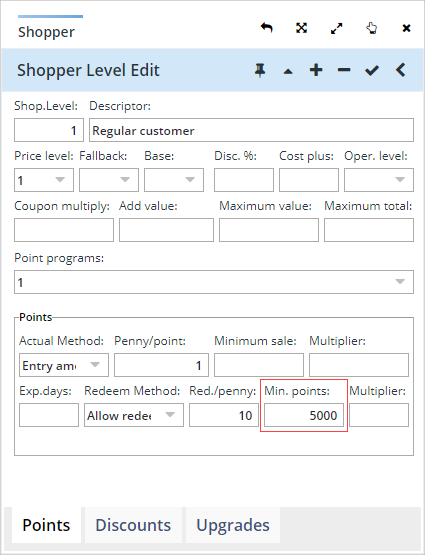 Shopper
Shopper Level Edit
Shop.Level: Descriptor:
1 Regular customer
Price level: Fallback: Base: Disc. %: Cost plus: Oper. level:
1
Coupon multiply: Add value: Maximum value: Maximum total:
Point programs:
1
Points
Actual Method: Penny/point: Minimum sale: Multiplier:
Entry am 1
Exp.days: Redeem Method: Red./penny: Min. points: Multiplier:
Allow redee 10 5000
Points Discounts Upgrades